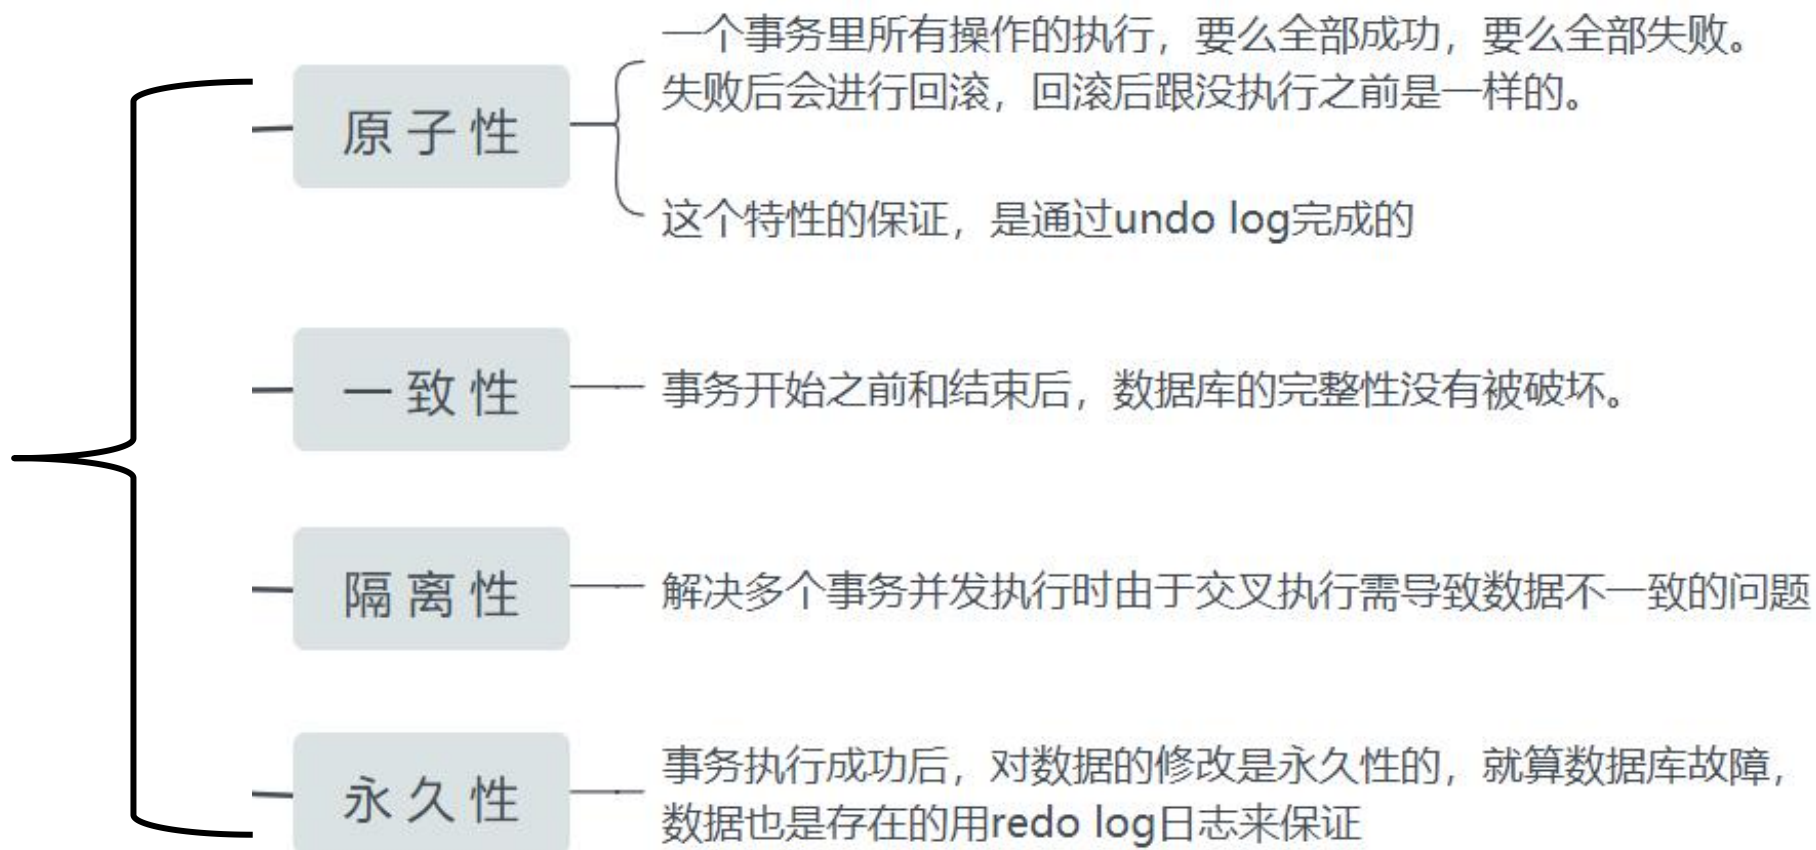 一个事务里所有操作的执行，要么全部成功，要么全部失败。
失败后会进行回滚，回滚后跟没执行之前是一样的。
原子性
这个特性的保证，是通过undo log完成的
一致性
事务开始之前和结束后，数据库的完整性没有被破坏。
隔离性
解决多个事务并发执行时由于交叉执行需导致数据不一致的问题
永久性
事务执行成功后，对数据的修改是永久性的，就算数据库故障，
数据也是存在的用redo log日志来保证